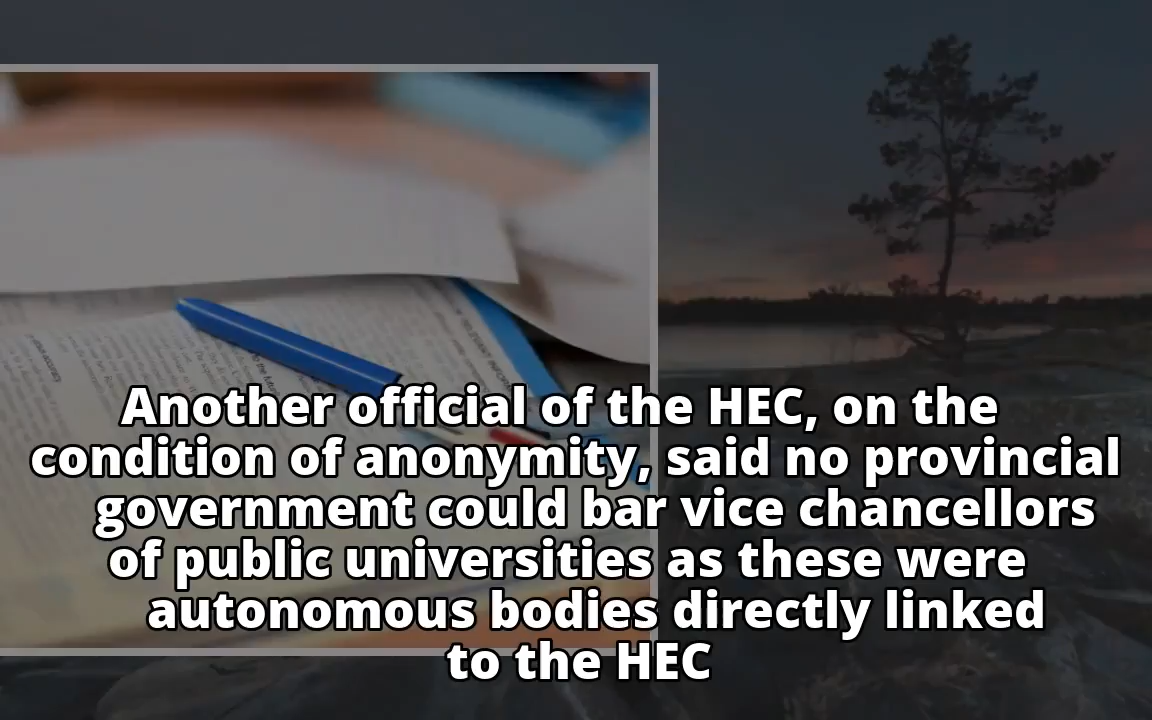 Another official of the HEC, on the
condition of anonymity, said no provincial
government could bar vice chancellors
of public universities as these were
autonomous bodies directly linked
to the HEC